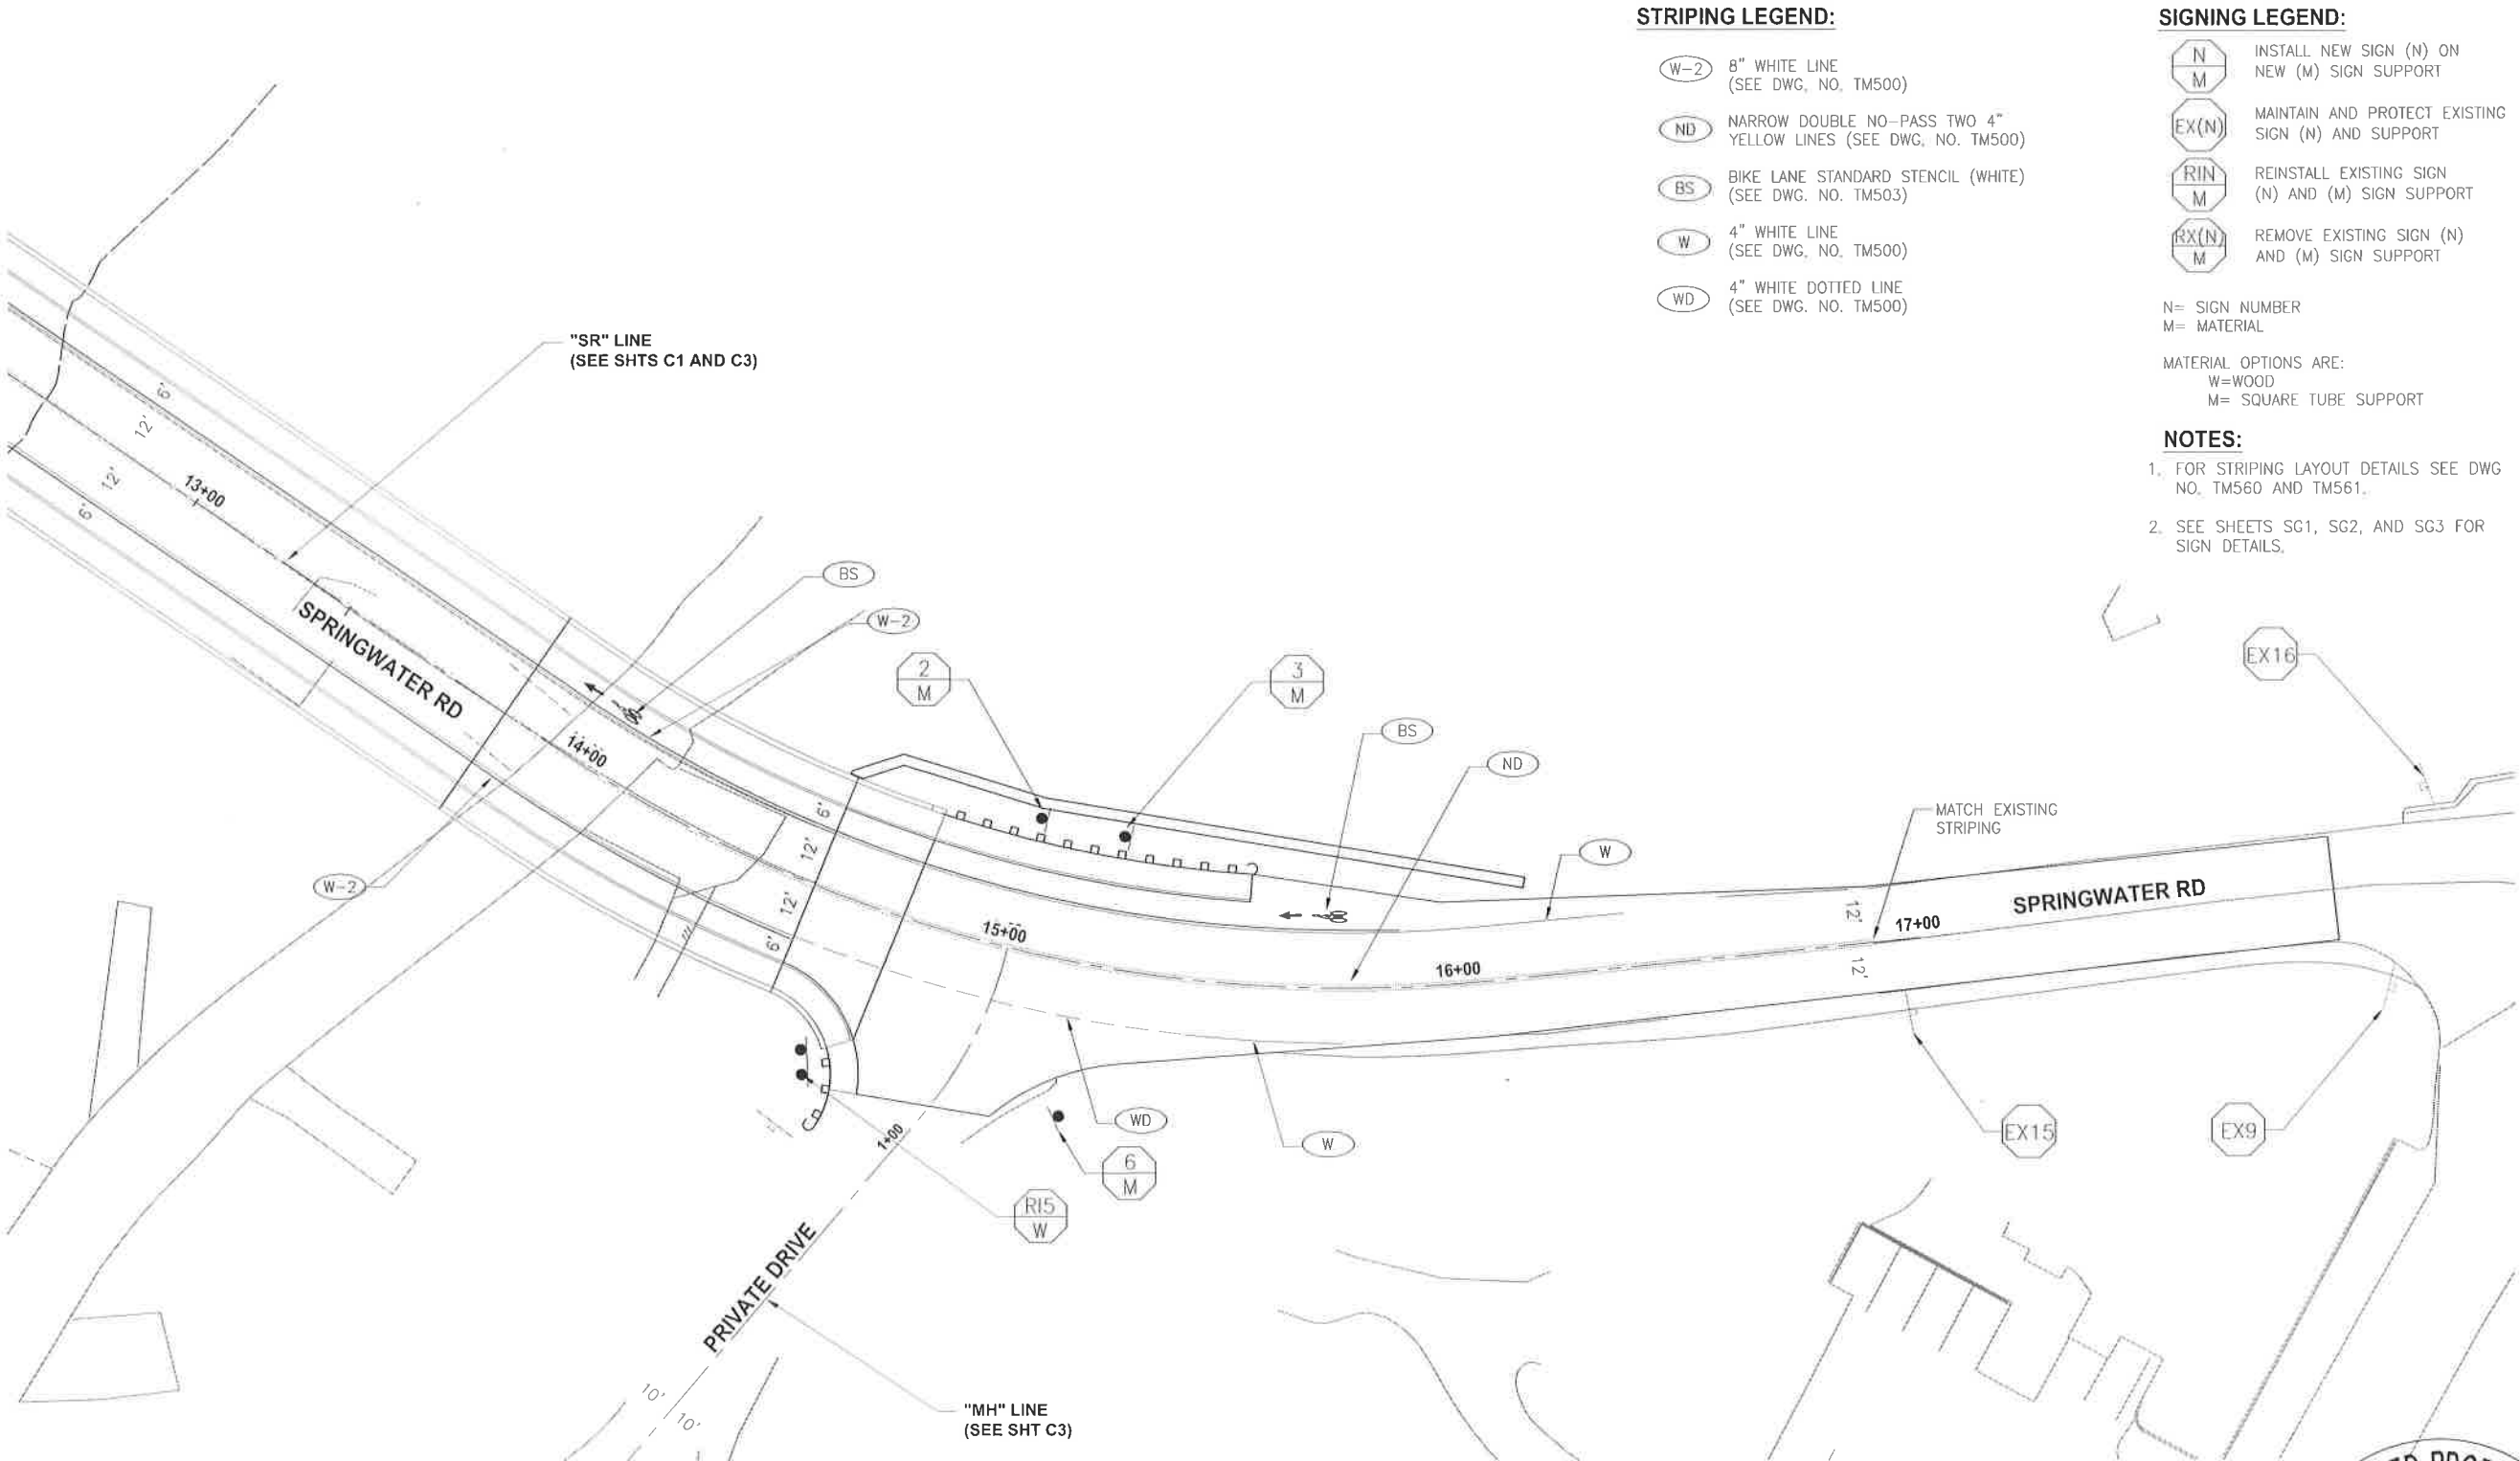 STRIPING LEGEND:
W-2
8" WHITE LINE
(SEE DWG. NO. TM500)
ND
NARROW DOUBLE NO-PASS TWO 4"
YELLOW LINES (SEE DWG. NO. TM500)
BS
BIKE LANE STANDARD STENCIL (WHITE)
(SEE DWG. NO. TM503)
W
4" WHITE LINE
(SEE DWG. NO. TM500)
WD
4" WHITE DOTTED LINE
(SEE DWG. NO. TM500)
SIGNING LEGEND:
N
M
INSTALL NEW SIGN (N) ON
NEW (M) SIGN SUPPORT
EX(N)
MAINTAIN AND PROTECT EXISTING
SIGN (N) AND SUPPORT
RIN
M
REINSTALL EXISTING SIGN
(N) AND (M) SIGN SUPPORT
RX(N)
M
REMOVE EXISTING SIGN (N)
AND (M) SIGN SUPPORT
N= SIGN NUMBER
M= MATERIAL
MATERIAL OPTIONS ARE:
W=WOOD
M= SQUARE TUBE SUPPORT
NOTES:
1. FOR STRIPING LAYOUT DETAILS SEE DWG
NO. TM560 AND TM561.
2. SEE SHEETS SG1, SG2, AND SG3 FOR
SIGN DETAILS.
"SR" LINE
(SEE SHTS C1 AND C3)
6'
12'
12'
6'
13+00
SPRINGWATER RD
14+00
BS
W-2
2
M
3
M
BS
ND
W
MATCH EXISTING
STRIPING
EX16
W-2
6'
12'
12'
6'
15+00
16+00
12'
12'
17+00
SPRINGWATER RD
WD
W
6
M
RI5
W
EX15
EX9
1+00
PRIVATE DRIVE
10'
10'
"MH" LINE
(SEE SHT C3)